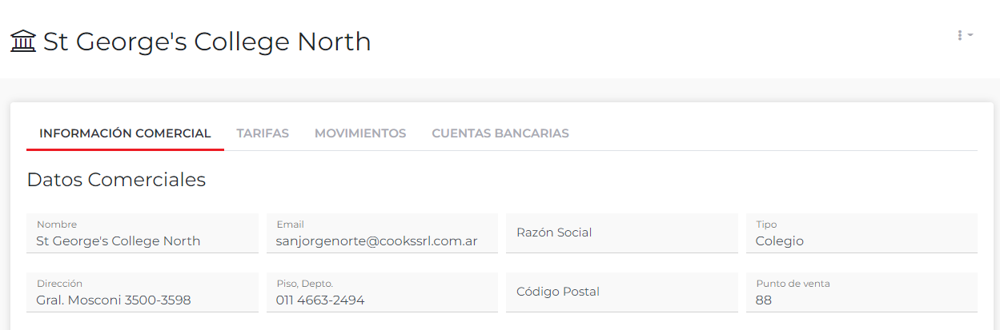 St George's College North
INFORMACIÓN COMERCIAL TARIFAS MOVIMIENTOS CUENTAS BANCARIAS
Datos Comerciales
Nombre Email Razón Social Tipo
St George's College North sanjorgenorte@cookssrl.com.ar Colegio
Dirección Piso, Depto. Código Postal Punto de venta
Gral. Mosconi 3500-3598 011 4663-2494 88